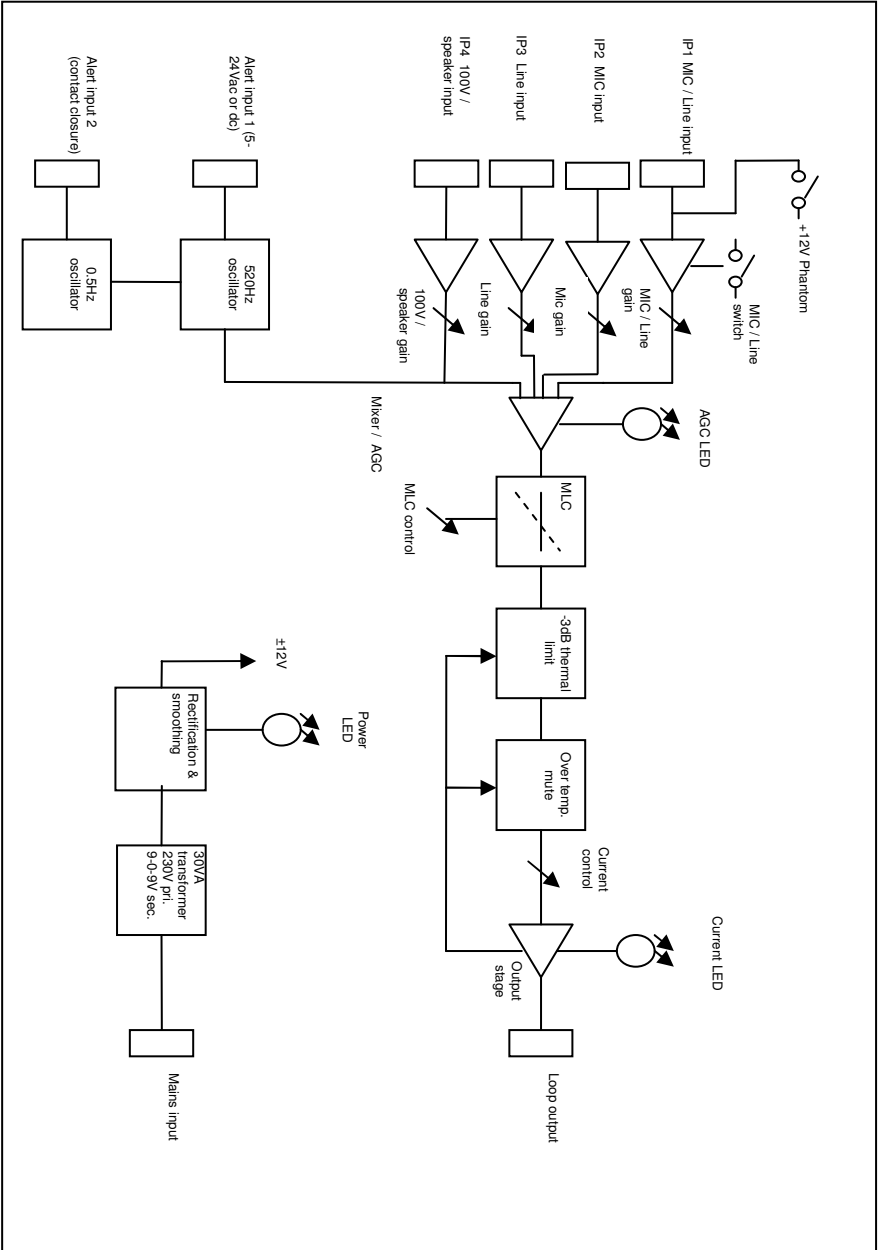 +12V Phantom
MIC / Line
switch
AGC LED
Current LED
IP1 MIC / Line input
MIC / Line
gain
IP2 MIC input
Mic gain
IP3 Line input
Line gain
IP4 100V /
speaker input
100V /
speaker gain
Mixer / AGC
MLC
MLC control
-3dB thermal
limit
Over temp.
mute
Current
control
Output
stage
Loop output
Alert input 1 (5-
24Vac or dc)
520Hz
oscillator
Alert input 2
(contact closure)
0.5Hz
oscillator
±12V
Power
LED
Rectification &
smoothing
30VA
transformer
230V pri.
9-0-9V sec.
Mains input